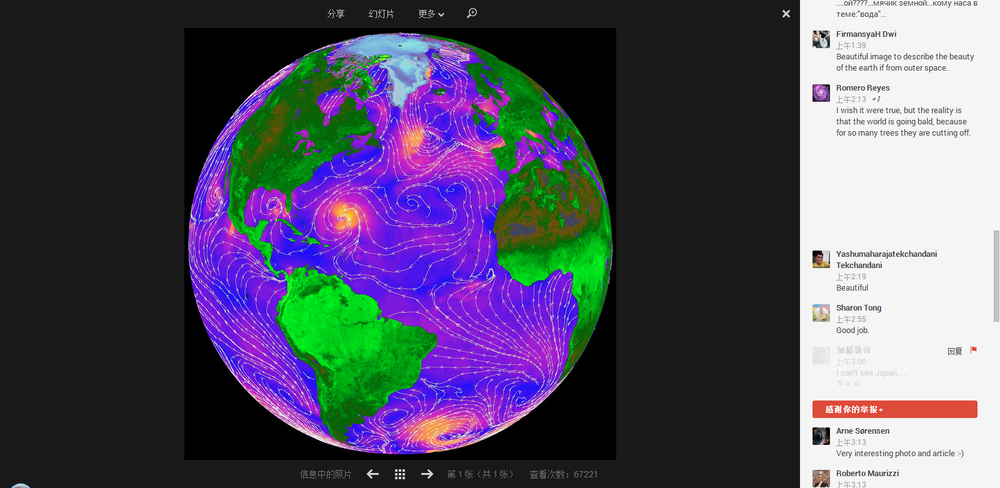 分享
幻灯片
更多
信息中的照片
第 1 张（共 1 张）
查看次数：67221
....ой????...мячик земной...кому наса в
теме:"вода"...
FirmansyaH Dwi
上午1:39
Beautiful image to describe the beauty
of the earth if from outer space.
Romero Reyes
上午2:13 +1
I wish it were true, but the reality is
that the world is going bald, because
for so many trees they are cutting off.
Yashumaharajatekchandani
Tekchandani
上午2:19
Beautiful
Sharon Tong
上午2:55
Good job.
加藤敦司
回复
上午3:00
I can't see Japan......
Ｓａｄ
感谢你的举报。
Arne Sørensen
上午3:13
Very interesting photo and article :-)
Roberto Maurizzi
上午3:13